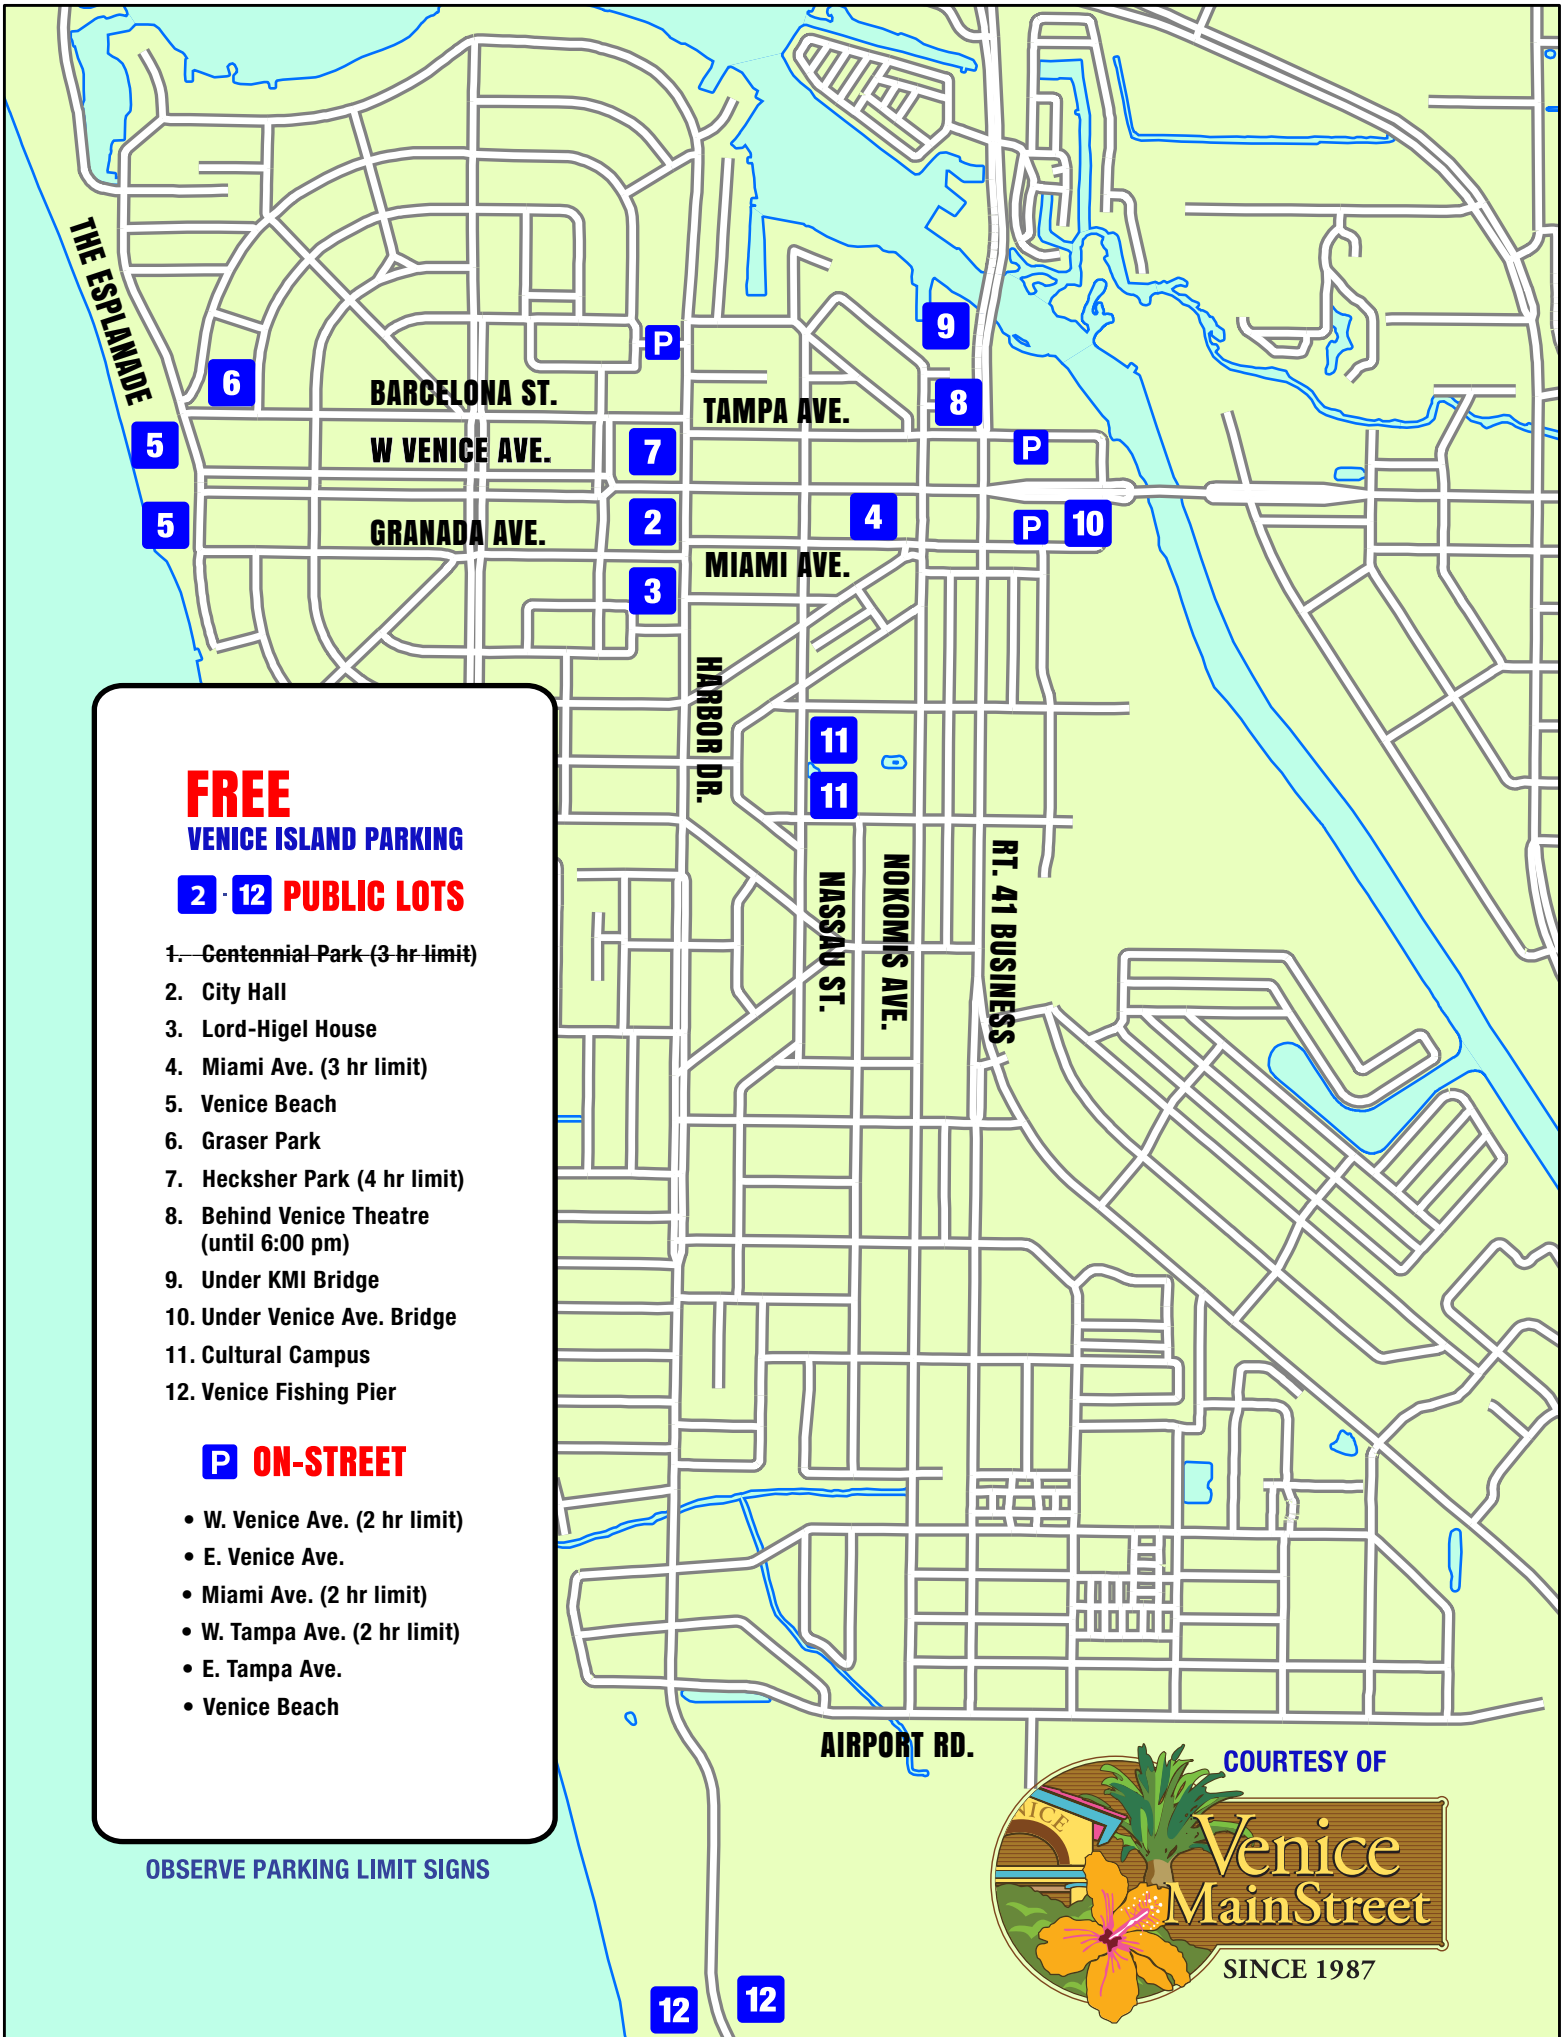 THE ESPLANADE
9
P
6
BARCELONA ST.
TAMPA AVE.
8
5
W VENICE AVE.
7
P
5
GRANADA AVE.
2
4
P
10
MIAMI AVE.
3
HARBOR DR.
11
11
NASSAU ST.
NOKOMIS AVE.
RT. 41 BUSINESS
FREE
VENICE ISLAND PARKING
2 - 12 PUBLIC LOTS
1. Centennial Park (3 hr limit)
2. City Hall
3. Lord-Higel House
4. Miami Ave. (3 hr limit)
5. Venice Beach
6. Graser Park
7. Hecksher Park (4 hr limit)
8. Behind Venice Theatre
(until 6:00 pm)
9. Under KMI Bridge
10. Under Venice Ave. Bridge
11. Cultural Campus
12. Venice Fishing Pier
P ON-STREET
• W. Venice Ave. (2 hr limit)
• E. Venice Ave.
• Miami Ave. (2 hr limit)
• W. Tampa Ave. (2 hr limit)
• E. Tampa Ave.
• Venice Beach
OBSERVE PARKING LIMIT SIGNS
AIRPORT RD.
COURTESY OF
NICE
Venice
MainStreet
SINCE 1987
12
12